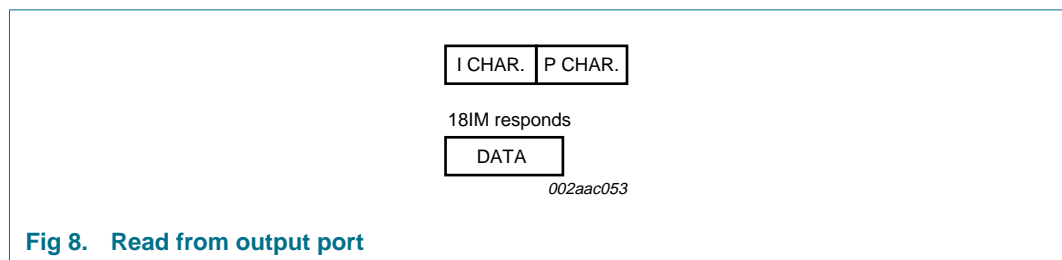 I CHAR. P CHAR.
18IM responds
DATA
002aac053
Fig 8. Read from output port